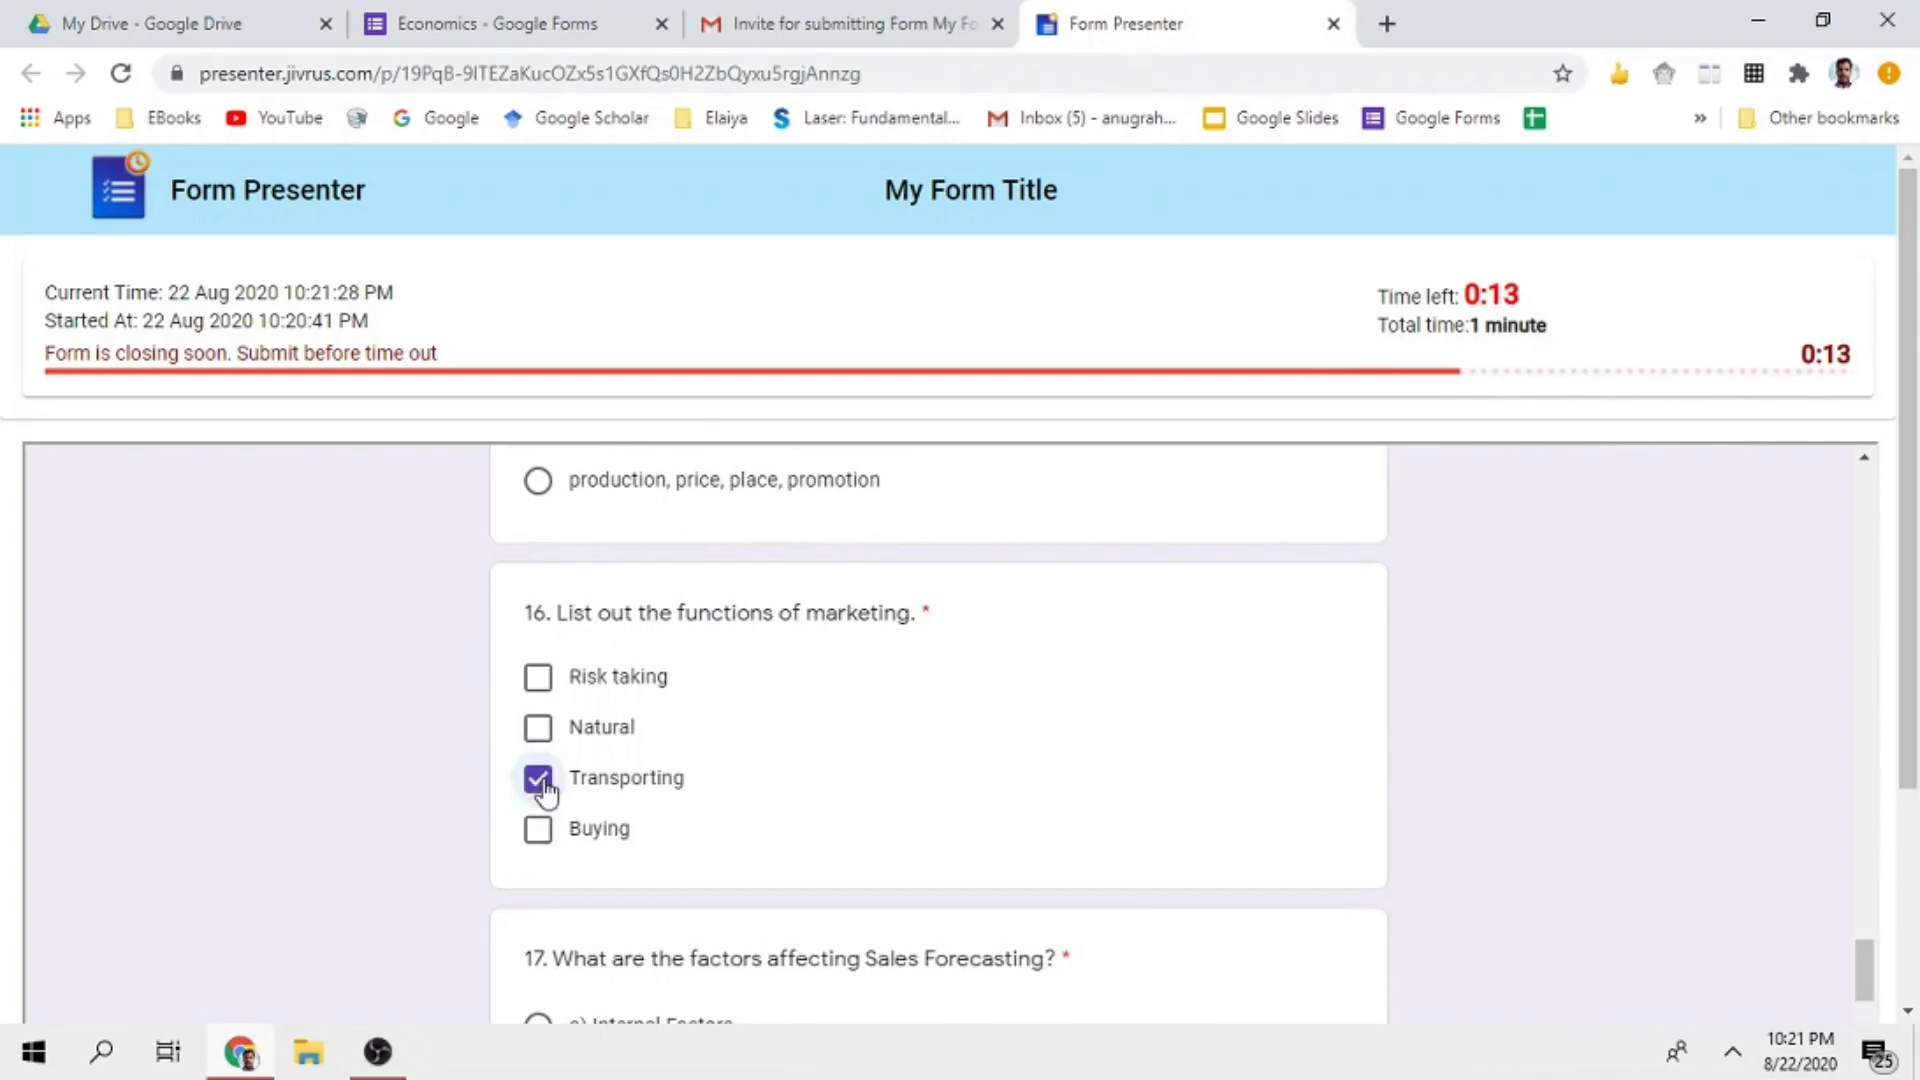 My Drive - Google Drive
Economics - Google Forms
Invite for submitting Form My Fo
Form Presenter
presenter.jivrus.com/p/19PqB-9ITEZaKucOZx5s1GXfQs0H2ZbQyxu5rgjAnnzg
Apps
EBooks
YouTube
Google
Google Scholar
Elaiya
Laser: Fundamental...
Inbox (5) - anugrah...
Google Slides
Google Forms
»
Other bookmarks
Form Presenter
My Form Title
Current Time: 22 Aug 2020 10:21:28 PM
Time left: 0:13
Started At: 22 Aug 2020 10:20:41 PM
Total time:1 minute
Form is closing soon. Submit before time out
0:13
production, price, place, promotion
16. List out the functions of marketing. *
Risk taking
Natural
Transporting
Buying
17. What are the factors affecting Sales Forecasting? *
a) Internal Factors
10:21 PM
8/22/2020
25